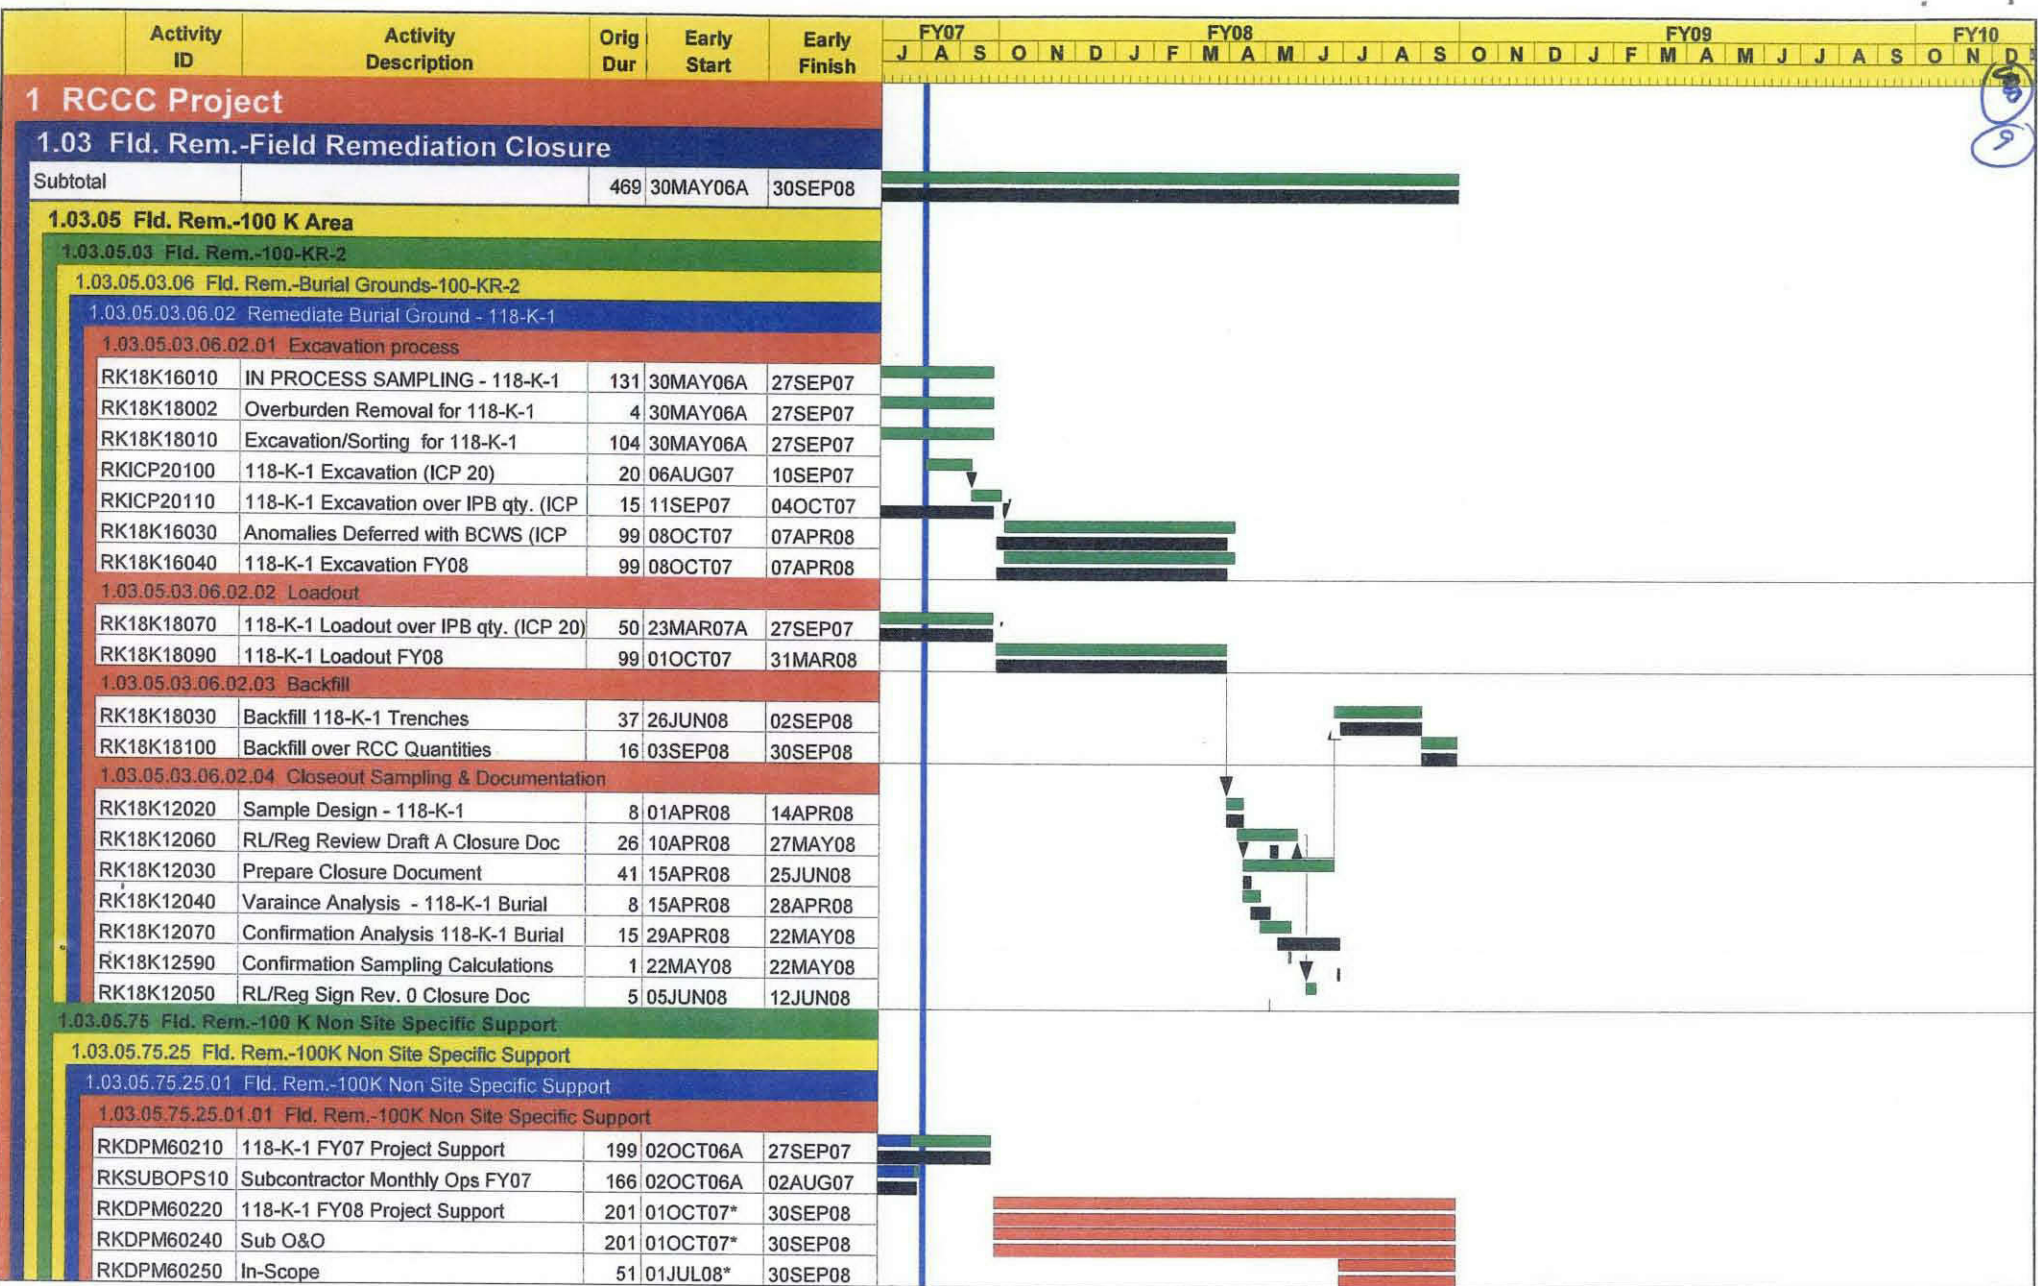 Activity ID Activity Description Orig Dur Early Start Early Finish FY07 FY08 FY09 FY10
J A S O N D J F M A M J J A S O N D J F M A M J J A S O N D
1 RCCC Project
1.03 Fld. Rem.-Field Remediation Closure
Subtotal 469 30MAY06A 30SEP08
1.03.05 Fld. Rem.-100 K Area
1.03.05.03 Fld. Rem.-100-KR-2
1.03.05.03.06 Fld. Rem.-Burial Grounds-100-KR-2
1.03.05.03.06.02 Remediate Burial Ground - 118-K-1
1.03.05.03.06.02.01 Excavation process
RK18K16010 IN PROCESS SAMPLING - 118-K-1 131 30MAY06A 27SEP07
RK18K18002 Overburden Removal for 118-K-1 4 30MAY06A 27SEP07
RK18K18010 Excavation/Sorting for 118-K-1 104 30MAY06A 27SEP07
RKICP20100 118-K-1 Excavation (ICP 20) 20 06AUG07 10SEP07
RKICP20110 118-K-1 Excavation over IPB qty. (ICP 15 11SEP07 04OCT07
RK18K16030 Anomalies Deferred with BCWS (ICP 99 08OCT07 07APR08
RK18K16040 118-K-1 Excavation FY08 99 08OCT07 07APR08
1.03.05.03.06.02.02 Loadout
RK18K18070 118-K-1 Loadout over IPB qty. (ICP 20) 50 23MAR07A 27SEP07
RK18K18090 118-K-1 Loadout FY08 99 01OCT07 31MAR08
1.03.05.03.06.02.03 Backfill
RK18K18030 Backfill 118-K-1 Trenches 37 26JUN08 02SEP08
RK18K18100 Backfill over RCC Quantities 16 03SEP08 30SEP08
1.03.05.03.06.02.04 Closeout Sampling & Documentation
RK18K12020 Sample Design - 118-K-1 8 01APR08 14APR08
RK18K12060 RL/Reg Review Draft A Closure Doc 26 10APR08 27MAY08
RK18K12030 Prepare Closure Document 41 15APR08 25JUN08
RK18K12040 Varaince Analysis - 118-K-1 Burial 8 15APR08 28APR08
RK18K12070 Confirmation Analysis 118-K-1 Burial 15 29APR08 22MAY08
RK18K12590 Confirmation Sampling Calculations 1 22MAY08 22MAY08
RK18K12050 RL/Reg Sign Rev. 0 Closure Doc 5 05JUN08 12JUN08
1.03.05.75 Fld. Rem.-100 K Non Site Specific Support
1.03.05.75.25 Fld. Rem.-100K Non Site Specific Support
1.03.05.75.25.01 Fld. Rem.-100K Non Site Specific Support
1.03.05.75.25.01.01 Fld. Rem.-100K Non Site Specific Support
RKDPM60210 118-K-1 FY07 Project Support 199 02OCT06A 27SEP07
RKSUBOPS10 Subcontractor Monthly Ops FY07 166 02OCT06A 02AUG07
RKDPM60220 118-K-1 FY08 Project Support 201 01OCT07* 30SEP08
RKDPM60240 Sub O&O 201 01OCT07* 30SEP08
RKDPM60250 In-Scope 51 01JUL08* 30SEP08